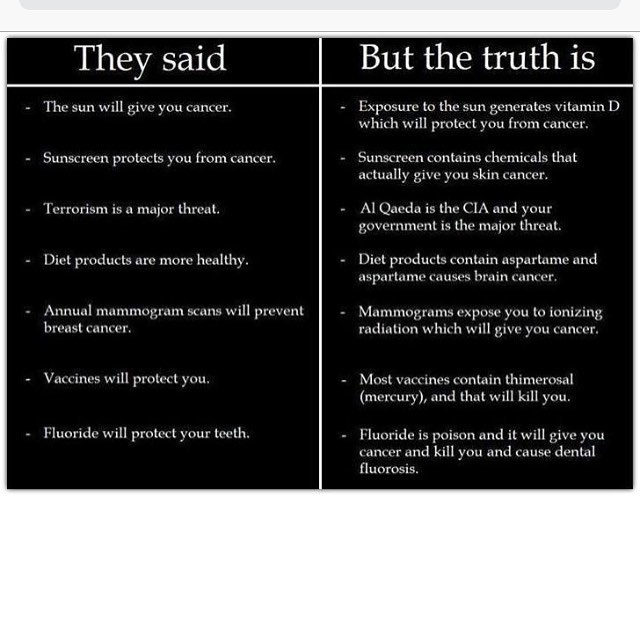 They said
- The sun will give you cancer.
- Sunscreen protects you from cancer.
- Terrorism is a major threat.
- Diet products are more healthy.
- Annual mammogram scans will prevent
breast cancer.
- Vaccines will protect you.
- Fluoride will protect your teeth.
But the truth is
- Exposure to the sun generates vitamin D
which will protect you from cancer.
- Sunscreen contains chemicals that
actually give you skin cancer.
- Al Qaeda is the CIA and your
government is the major threat.
- Diet products contain aspartame and
aspartame causes brain cancer.
- Mammograms expose you to ionizing
radiation which will give you cancer.
- Most vaccines contain thimerosal
(mercury), and that will kill you.
- Fluoride is poison and it will give you
cancer and kill you and cause dental
fluorosis.